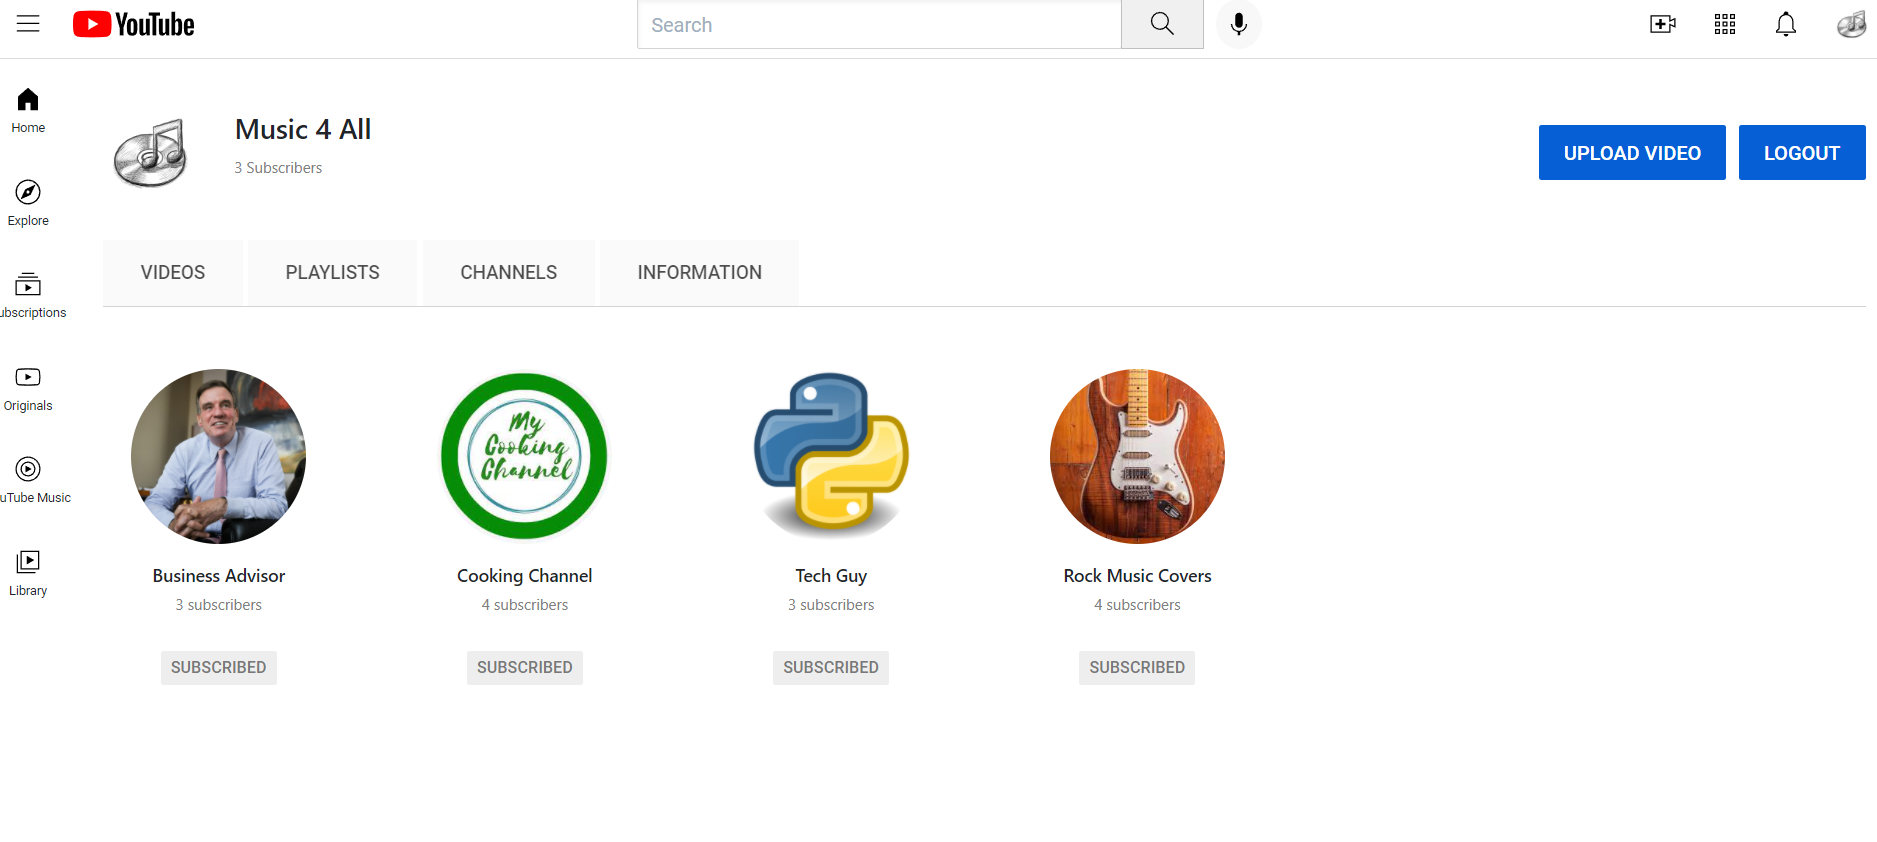 YouTube
Search
Home
Explore
ubscriptions
Originals
uTube Music
Library
Music 4 All
3 Subscribers
UPLOAD VIDEO
LOGOUT
VIDEOS
PLAYLISTS
CHANNELS
INFORMATION
My
Cooking
Channel
Business Advisor
3 subscribers
SUBSCRIBED
Cooking Channel
4 subscribers
SUBSCRIBED
Tech Guy
3 subscribers
SUBSCRIBED
Rock Music Covers
4 subscribers
SUBSCRIBED